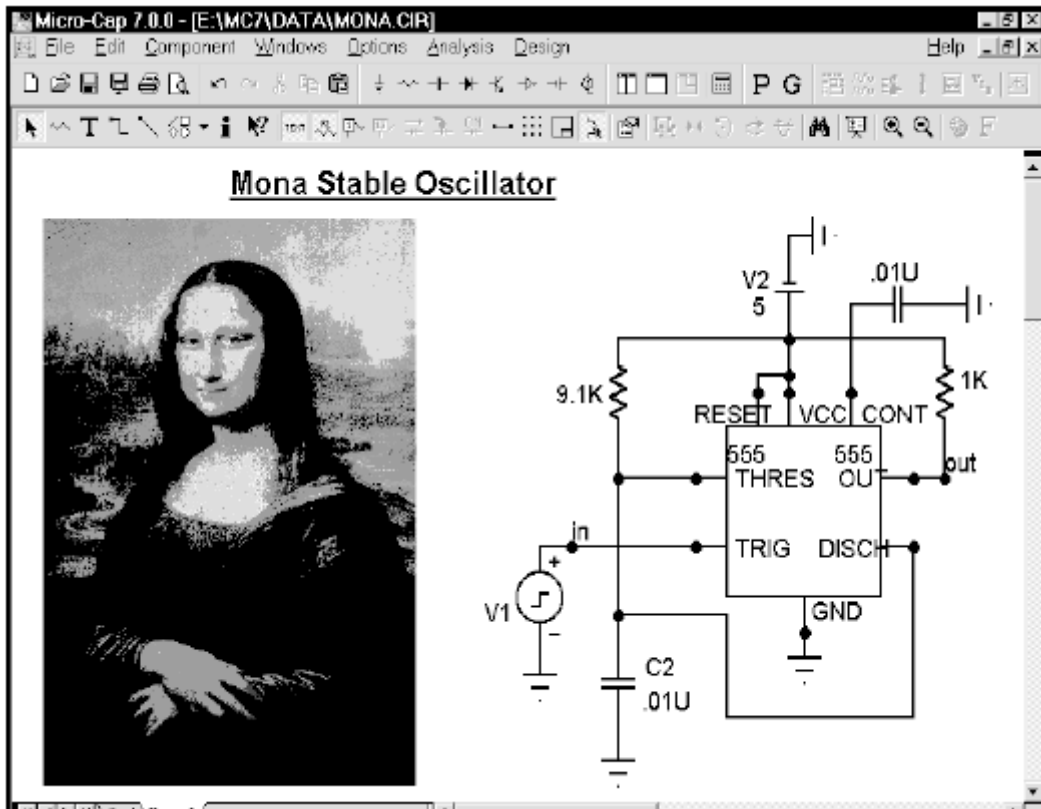 Micro-Cap 7.0.0 - [E:\MC7\DATA\MONA.CIR]
File Edit Component Windows Options Analysis Design Help
P G
T i F
Mona Stable Oscillator
V2
5
.01U
9.1K
1K
RESET VCC CONT
555 555
THRES OUT
out
in
TRIG DISCH
V1
+
−
GND
C2
.01U